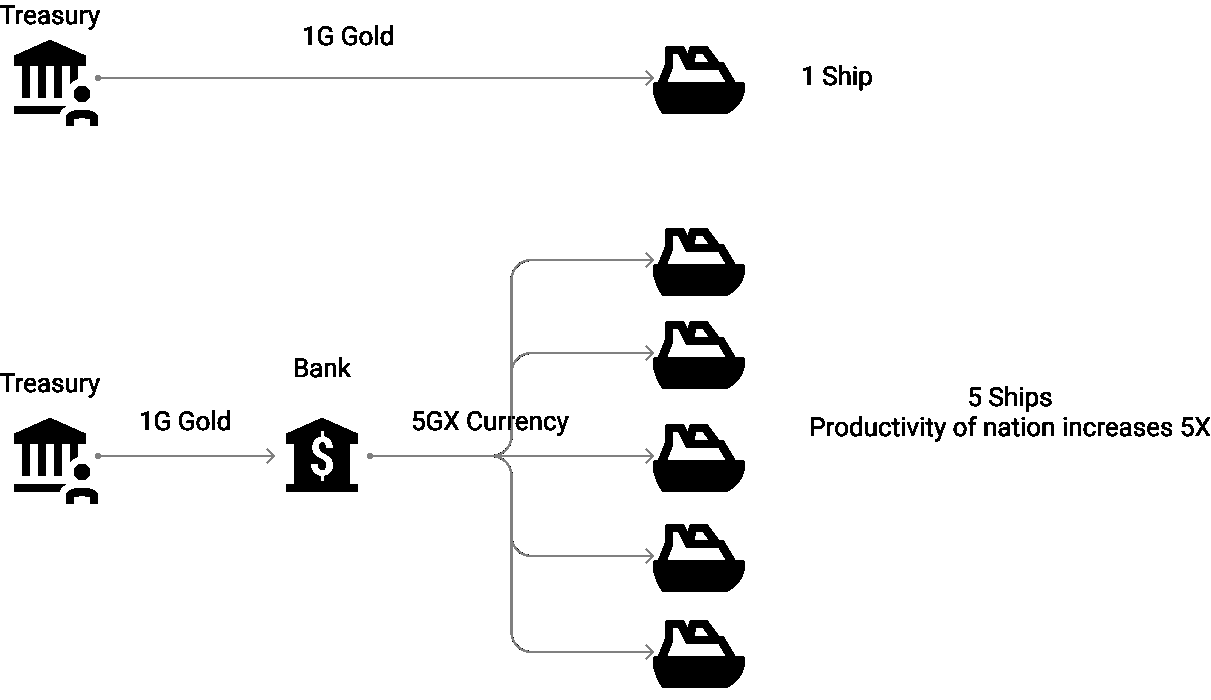 Treasury
1G Gold
1 Ship
Treasury
1G Gold
Bank
$
5GX Currency
5 Ships
Productivity of nation increases 5X